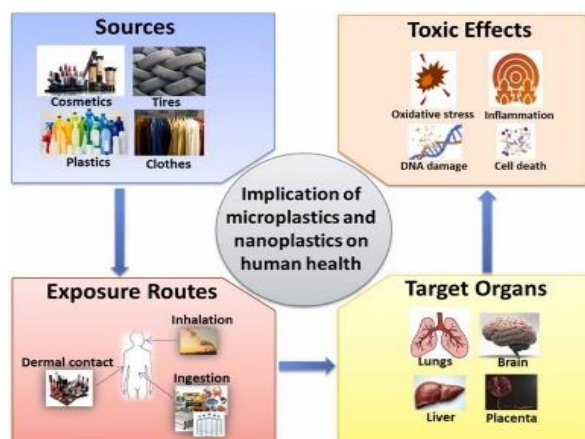 Sources
Cosmetics Tires
Plastics Clothes
Toxic Effects
Oxidative stress Inflammation
DNA damage Cell death
Implication of
microplastics and
nanoplastics on
human health
Exposure Routes
Inhalation
Dermal contact
Ingestion
Target Organs
Lungs Brain
Liver Placenta